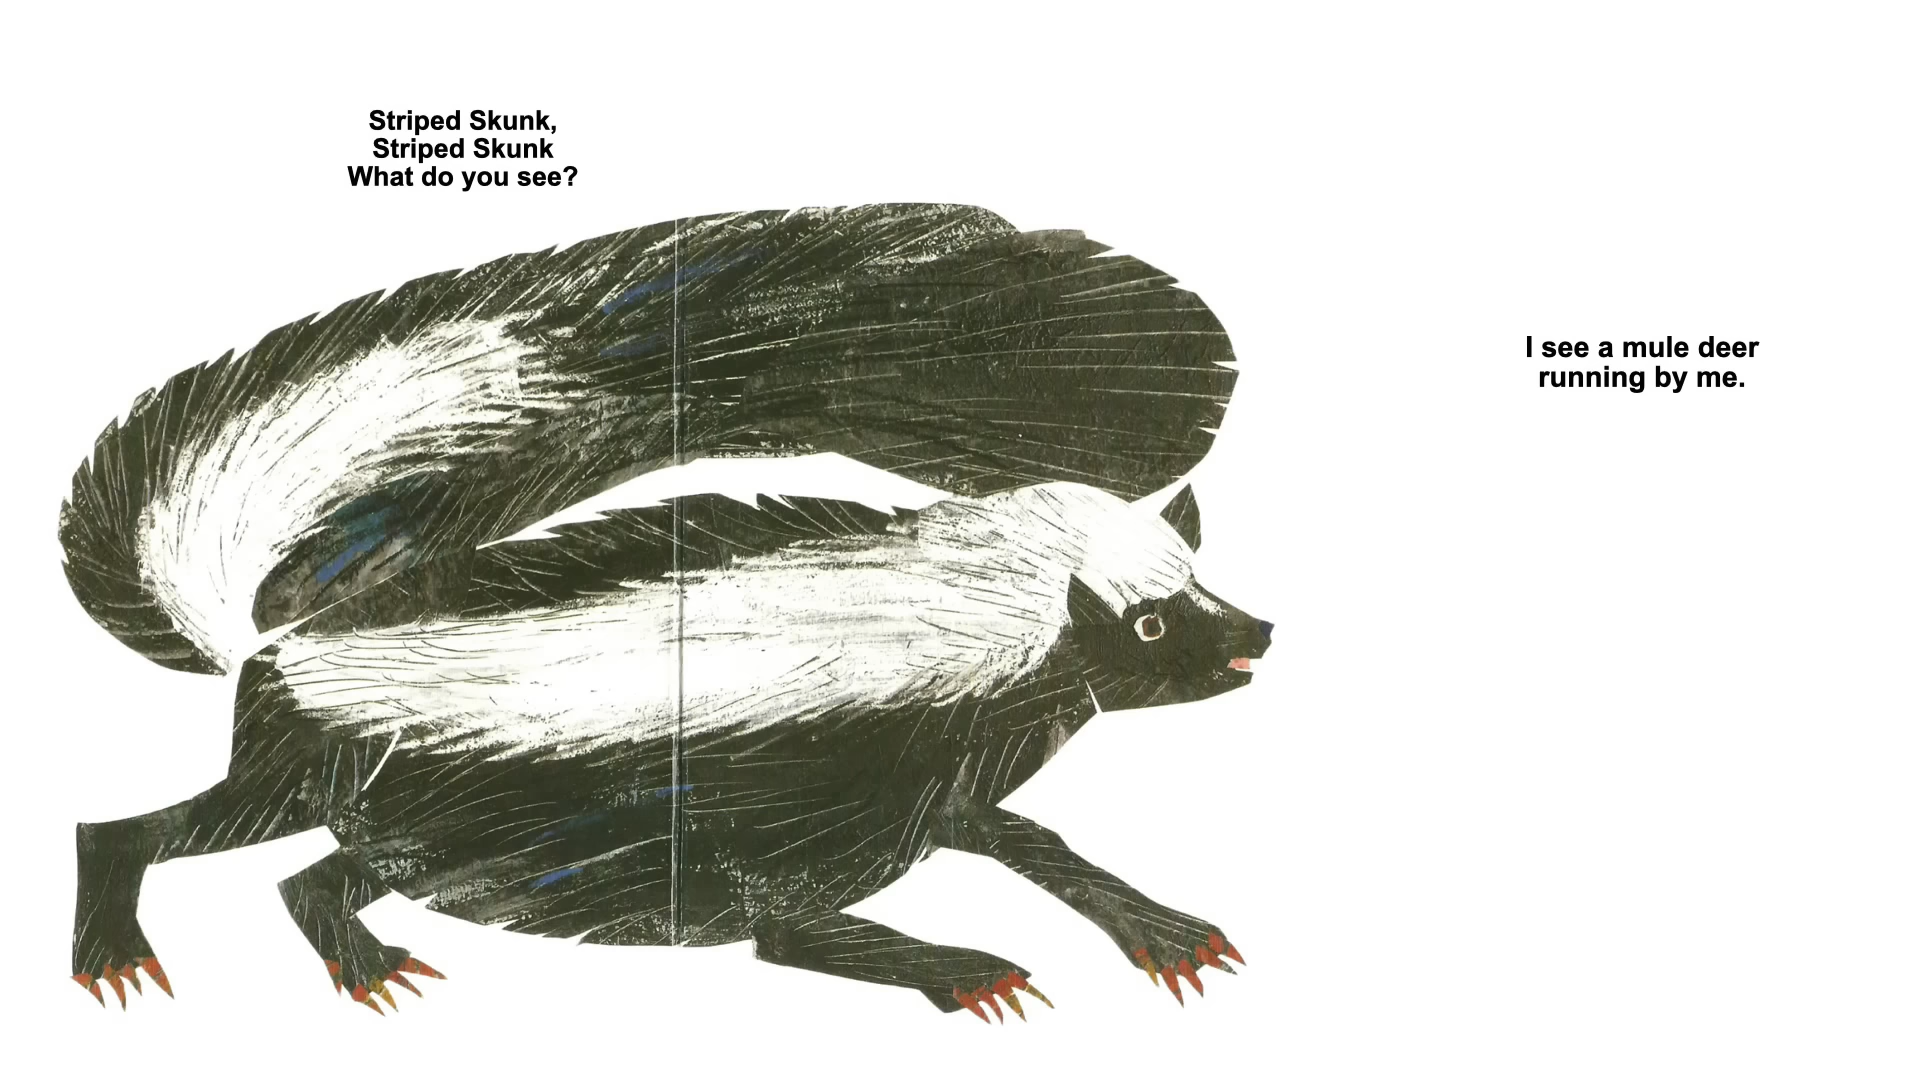 Striped Skunk,
Striped Skunk
What do you see?
I see a mule deer
running by me.